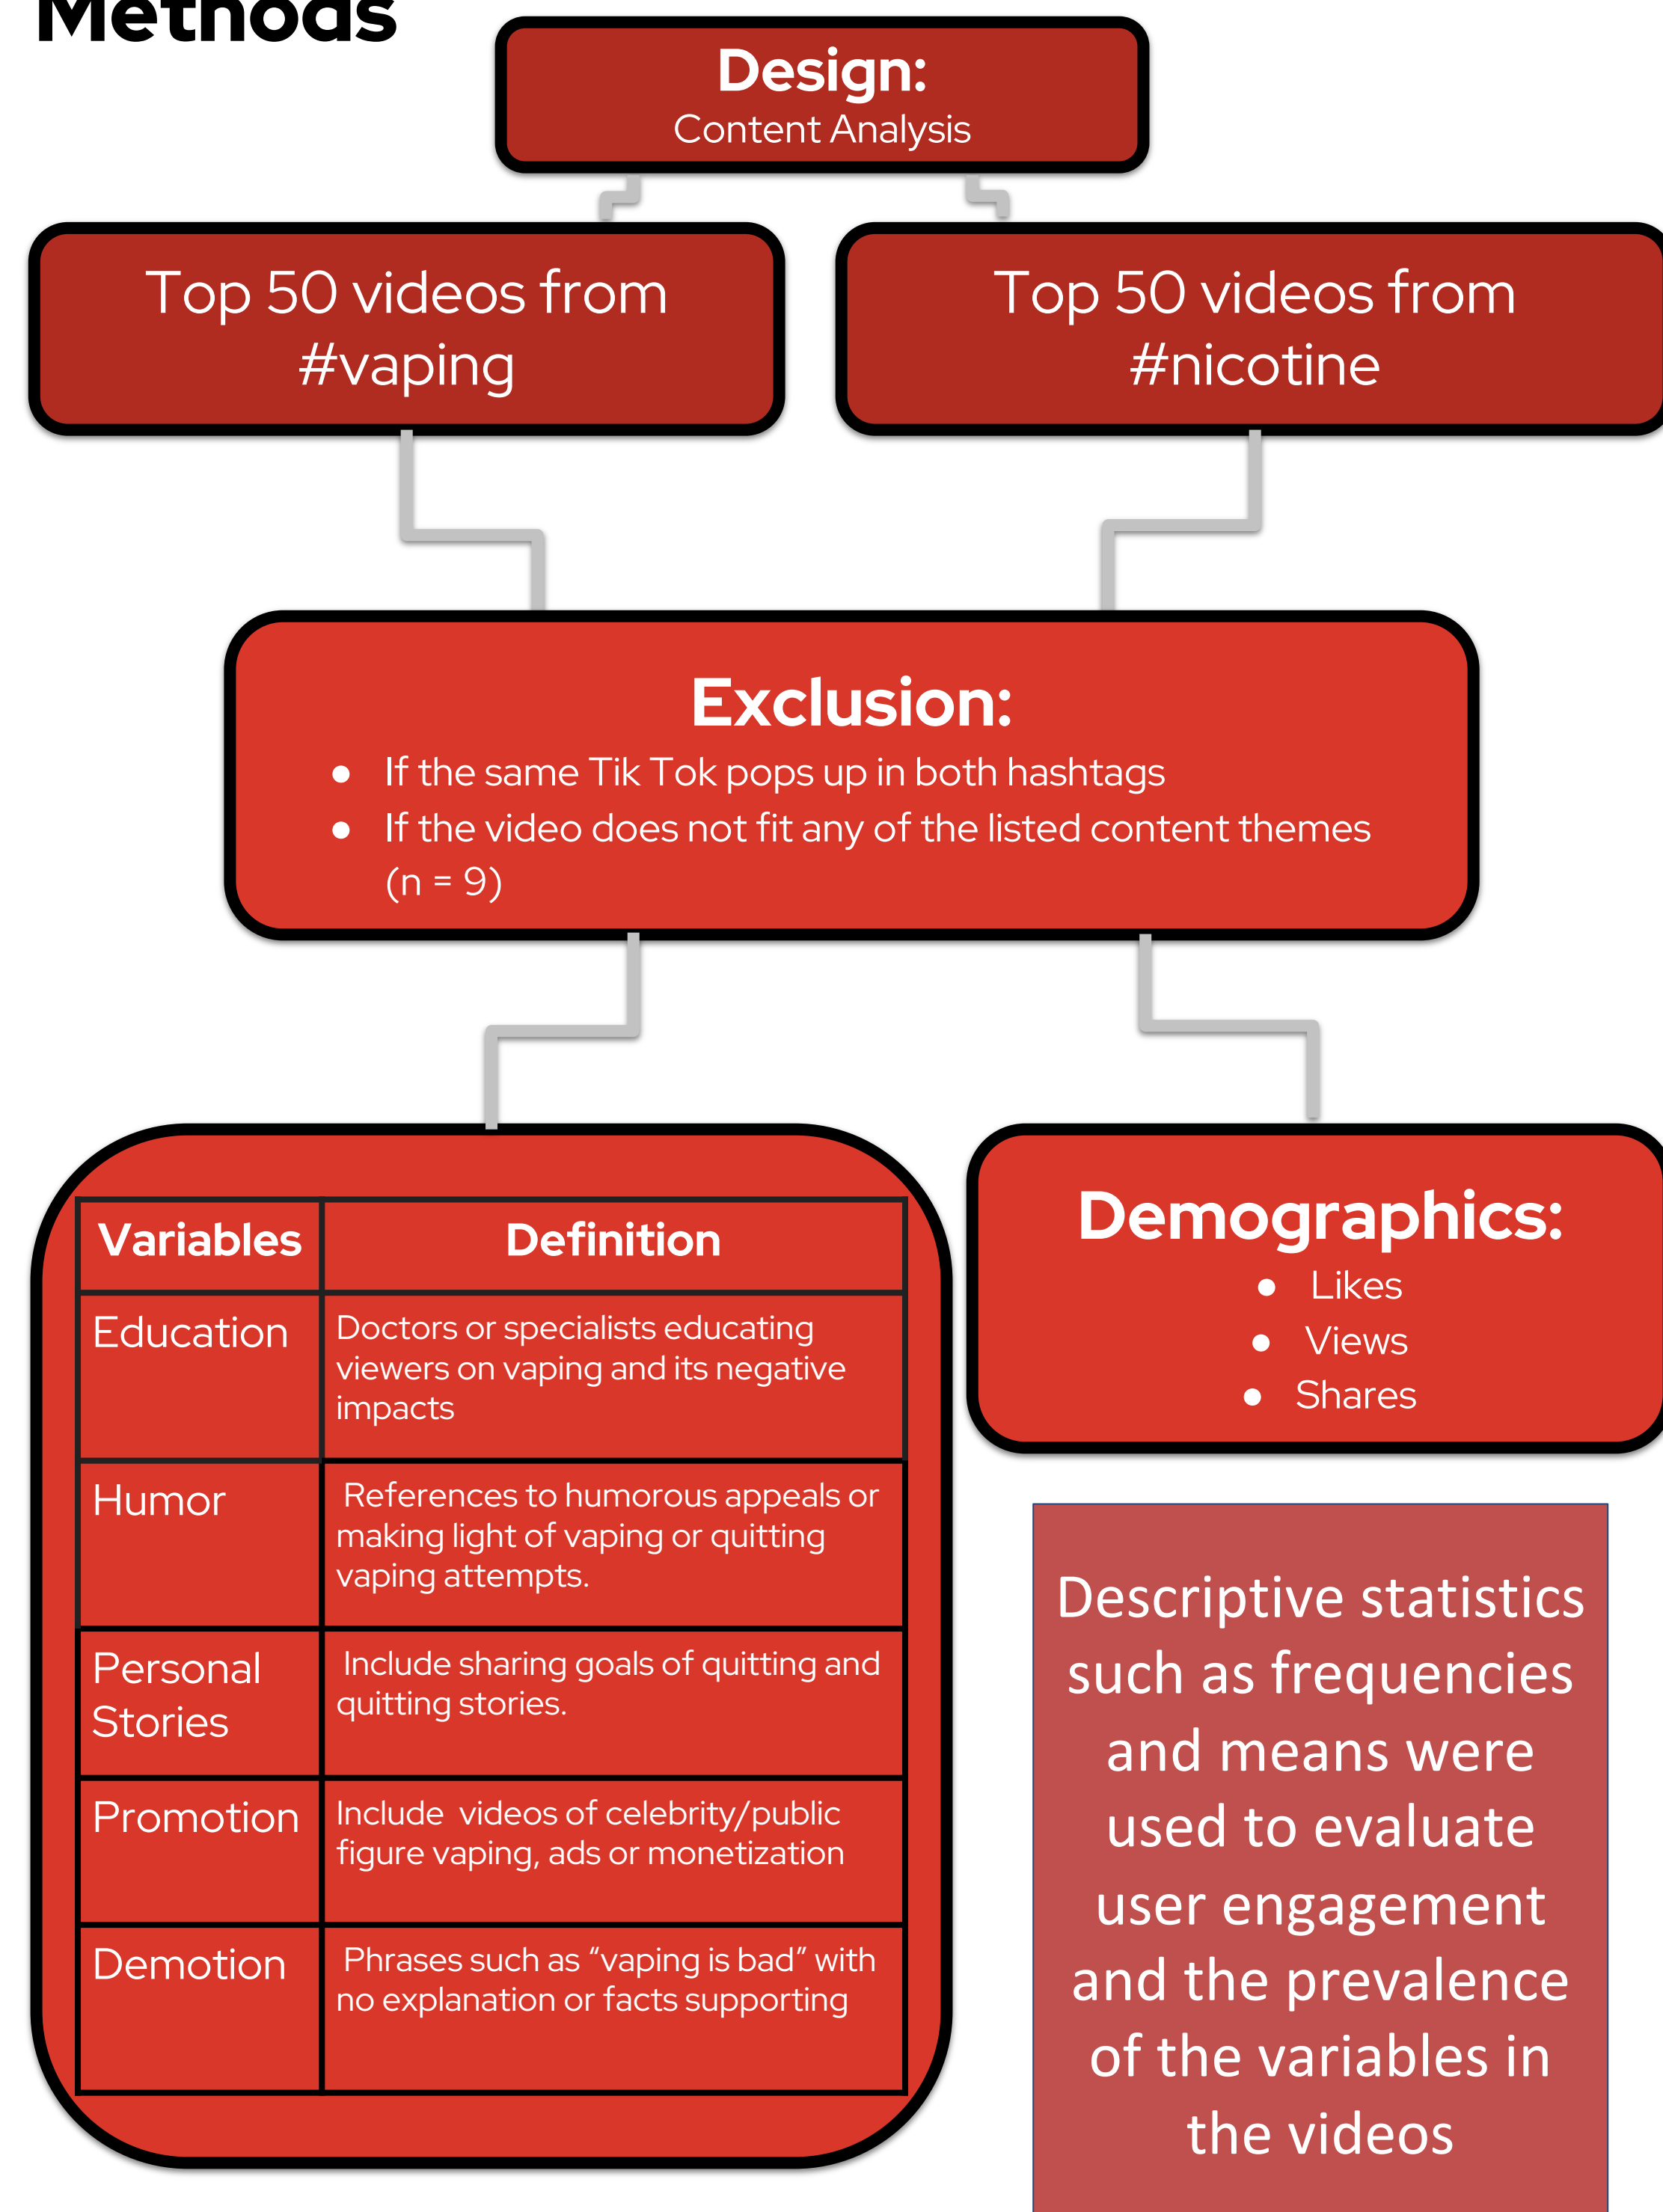 Methods
Design:
Content Analysis
Top 50 videos from
#vaping
Top 50 videos from
#nicotine
Exclusion:
● If the same Tik Tok pops up in both hashtags
● If the video does not fit any of the listed content themes
(n = 9)
Variables Definition
Education
Doctors or specialists educating
viewers on vaping and its negative
impacts
Humor
References to humorous appeals or
making light of vaping or quitting
vaping attempts.
Personal
Stories
Include sharing goals of quitting and
quitting stories.
Promotion
Include videos of celebrity/public
figure vaping, ads or monetization
Demotion
Phrases such as “vaping is bad” with
no explanation or facts supporting
Demographics:
● Likes
● Views
● Shares
Descriptive statistics
such as frequencies
and means were
used to evaluate
user engagement
and the prevalence
of the variables in
the videos